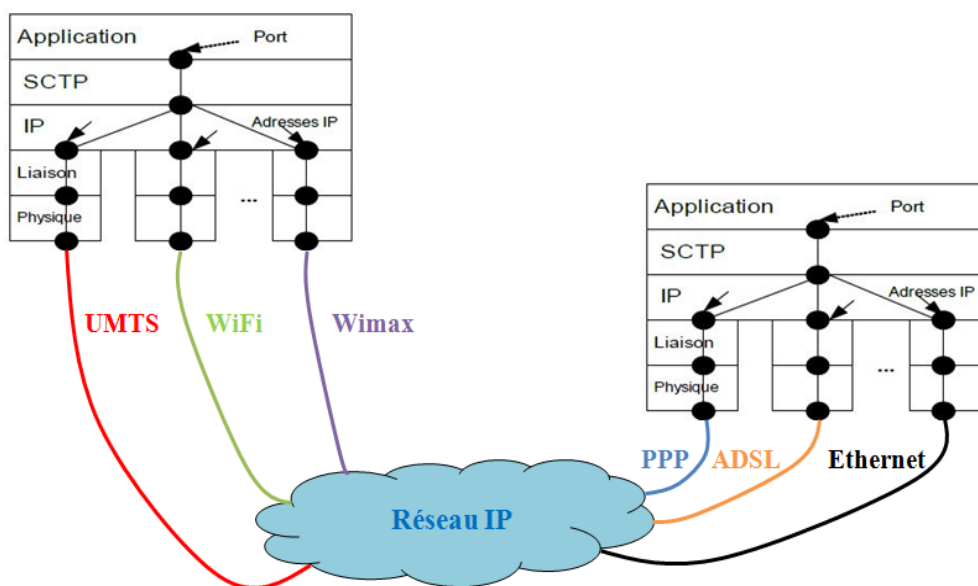 Application
Port
SCTP
IP
Adresses IP
Liaison
...
Physique
UMTS
WiFi
Wimax
Application
Port
SCTP
IP
Adresses IP
Liaison
...
Physique
PPP
ADSL
Ethernet
Réseau IP